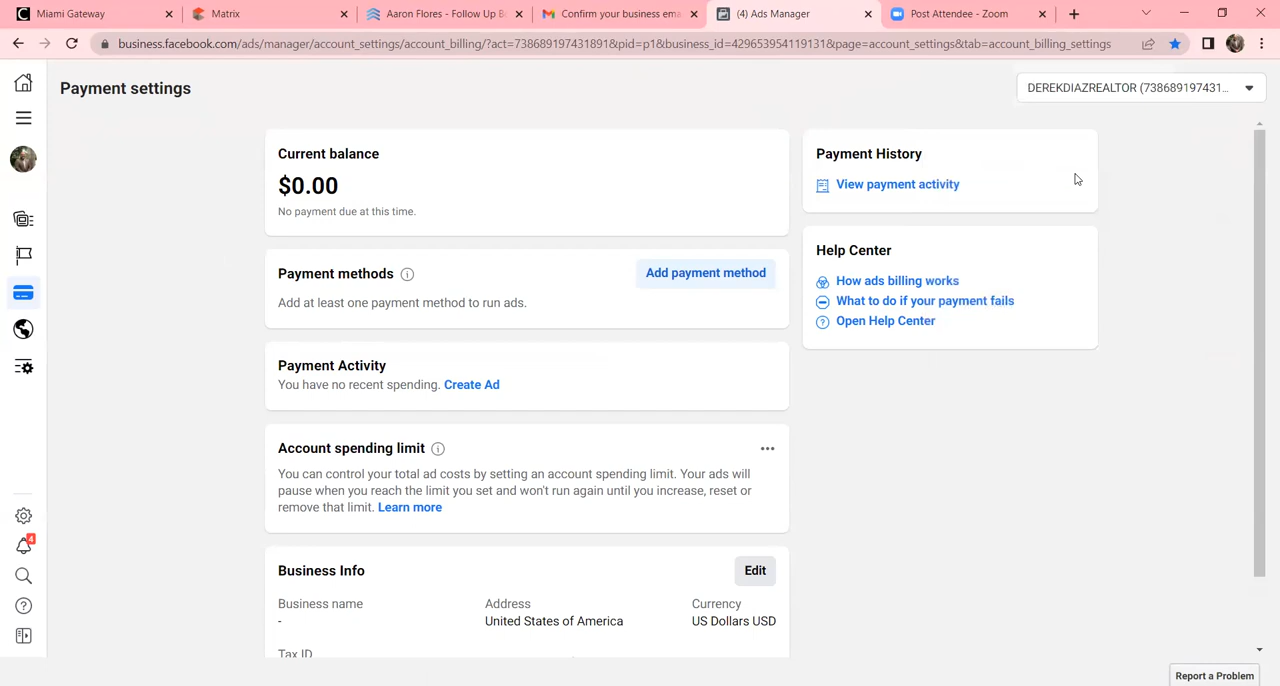 Miami Gateway
Matrix
Aaron Flores - Follow Up B
Confirm your business ema
(4) Ads Manager
Post Attendee - Zoom
business.facebook.com/ads/manager/account_settings/account_billing/?act=738689197431891&pid=p1&business_id=429653954119131&page=account_settings&tab=account_billing_settings
Payment settings
DEREKDIAZREALTOR (738689197431...
Current balance
$0.00
No payment due at this time.
Payment History
View payment activity
Payment methods
Add payment method
Add at least one payment method to run ads.
Help Center
How ads billing works
What to do if your payment fails
Open Help Center
Payment Activity
You have no recent spending. Create Ad
Account spending limit
You can control your total ad costs by setting an account spending limit. Your ads will
pause when you reach the limit you set and won't run again until you increase, reset or
remove that limit. Learn more
Business Info
Edit
Business name
-
Address
United States of America
Currency
US Dollars USD
Tax ID
4
Report a Problem